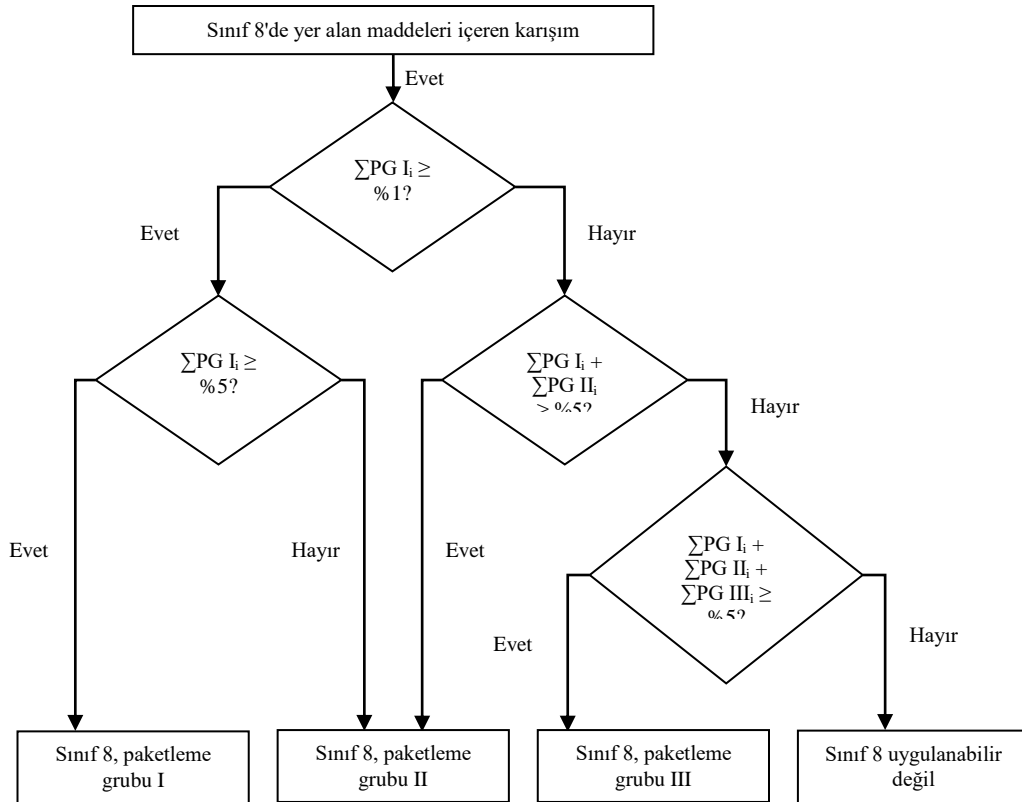 Sınıf 8'de yer alan maddeleri içeren karışım
Evet
∑PG Iᵢ ≥
%1?
Evet
Hayır
∑PG Iᵢ ≥
%5?
∑PG Iᵢ +
∑PG IIᵢ
≥ %5?
Hayır
Evet
Hayır
Evet
∑PG Iᵢ +
∑PG IIᵢ +
∑PG IIIᵢ ≥
%5?
Evet
Hayır
Sınıf 8, paketleme
grubu I
Sınıf 8, paketleme
grubu II
Sınıf 8, paketleme
grubu III
Sınıf 8 uygulanabilir
değil